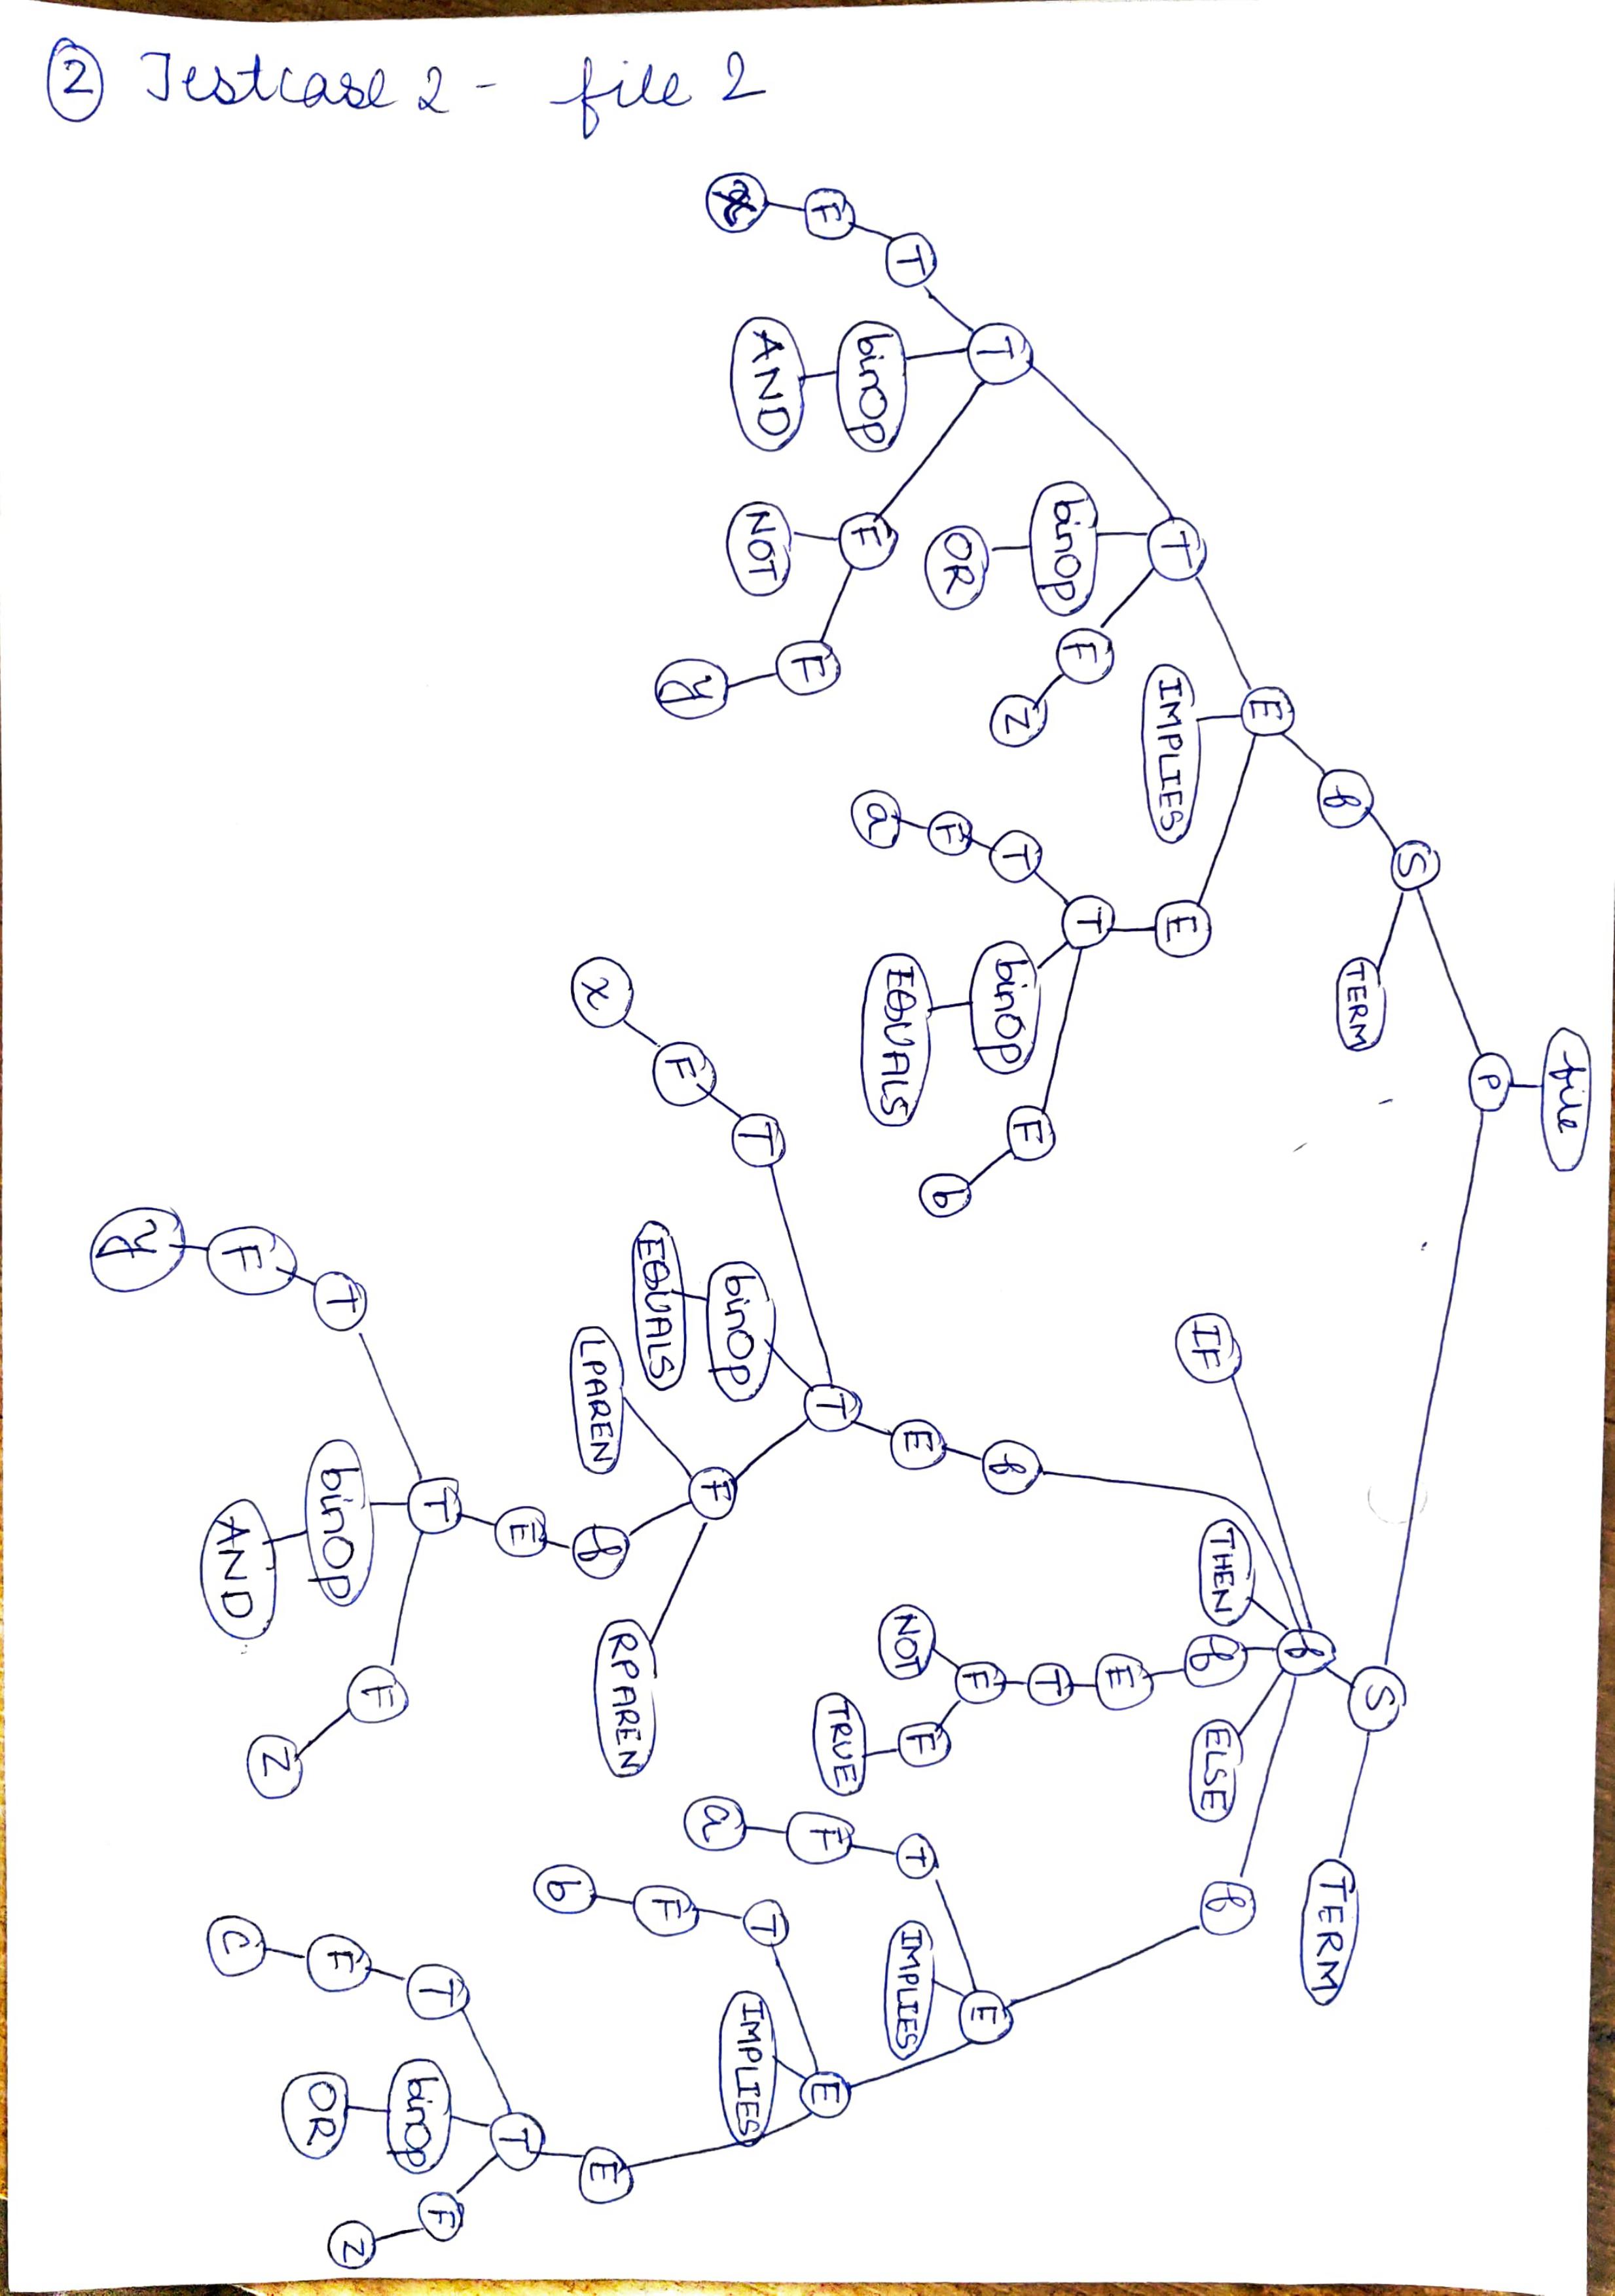 file
P
S
S
f
TERM
TERM
f
E
IF
THEN
f
ELSE
f
T
IMPLIES
E
E
binOp
F
T
T
f
E
Z
T
binOp
F
F
T
OR
F
b
E
NOT
F
T
IMPLIES
T
binOp
F
a
EQUALS
T
TRUE
F
E
F
AND
NOT
F
T
binOp
F
a
T
IMPLIES
x
y
F
EQUALS
LPAREN
f
RPAREN
F
E
x
E
b
T
T
T
binOp
F
T
binOp
F
F
AND
Z
F
OR
Z
y
C
② Testcase 2 - file 2